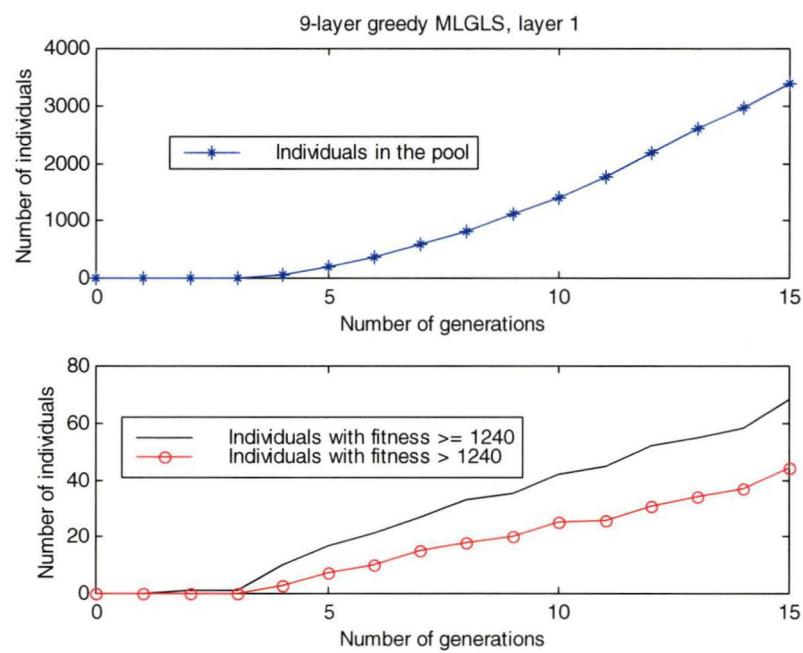 9-layer greedy MLGLS, layer 1
4000
3000
2000
1000
0
Number of individuals
Individuals in the pool
0
5
10
15
Number of generations
80
60
40
20
0
Number of individuals
Individuals with fitness >= 1240
Individuals with fitness > 1240
0
5
10
15
Number of generations